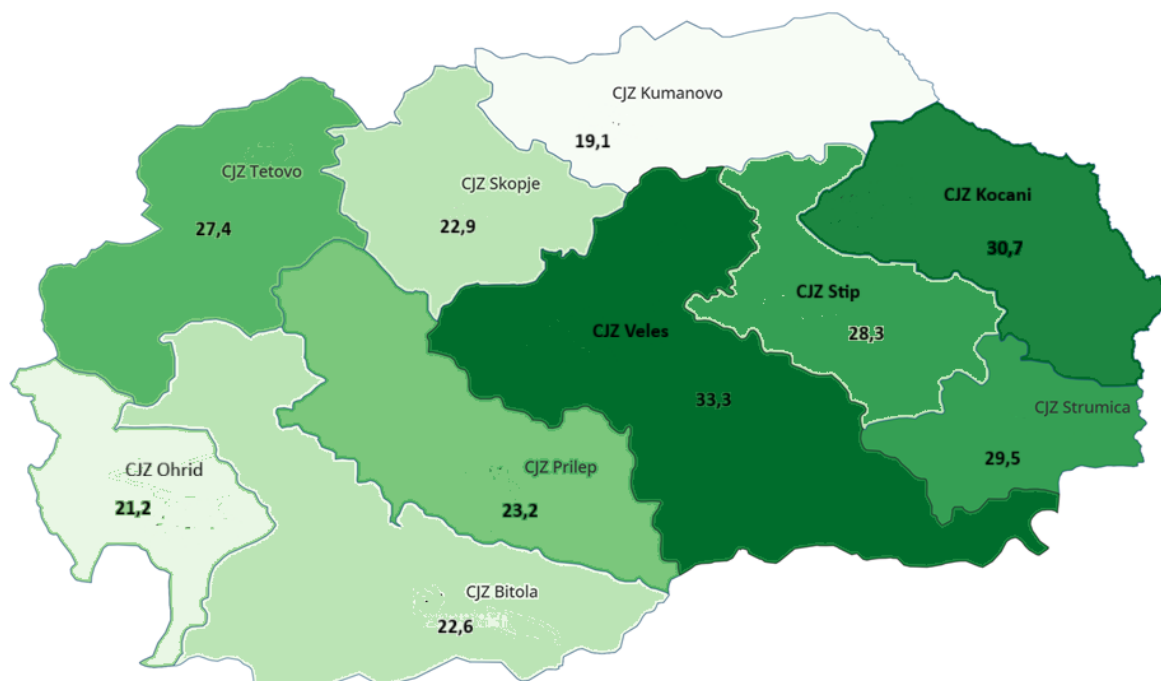 CJZ Kumanovo
19,1
CJZ Tetovo
27,4
CJZ Skopje
22,9
CJZ Kocani
30,7
CJZ Stip
28,3
CJZ Veles
33,3
CJZ Strumica
29,5
CJZ Ohrid
21,2
CJZ Prilep
23,2
CJZ Bitola
22,6